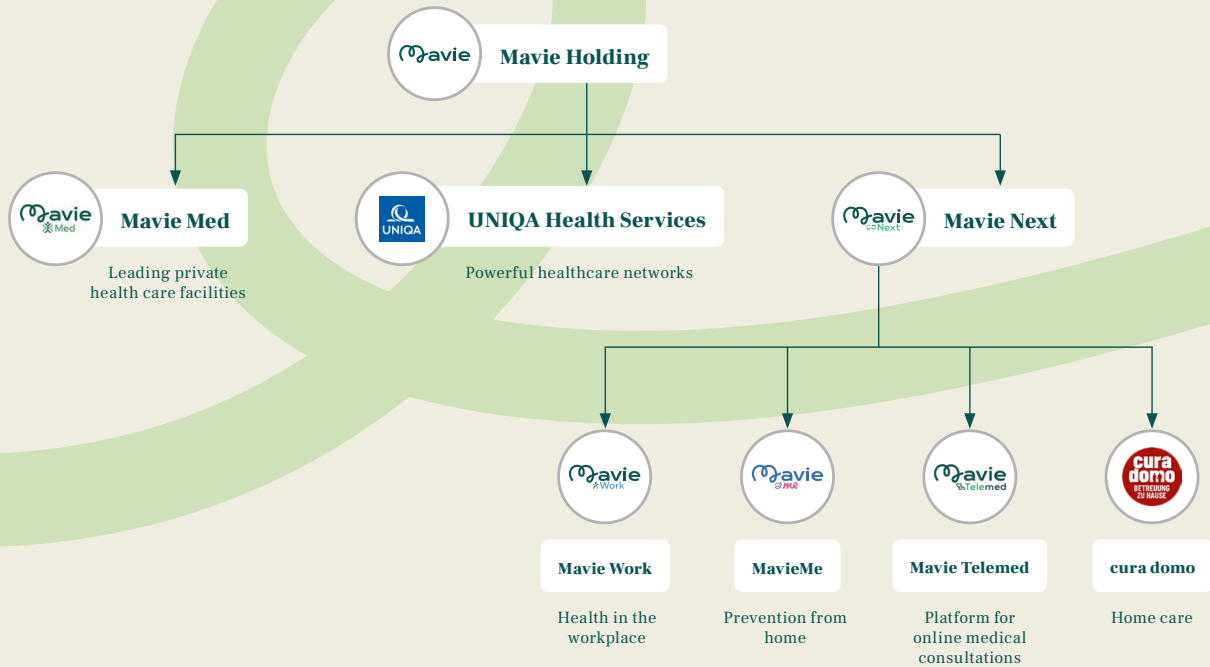 Mavie
Mavie Holding
Mavie
Med
Mavie Med
Leading private
health care facilities
UNIQA
UNIQA Health Services
Powerful healthcare networks
Mavie
Next
Mavie Next
Mavie
Work
Mavie Work
Health in the
workplace
Mavie
me
MavieMe
Prevention from
home
Mavie
Telemed
Mavie Telemed
Platform for
online medical
consultations
cura
domo
BETREUUNG
ZU HAUSE
cura domo
Home care